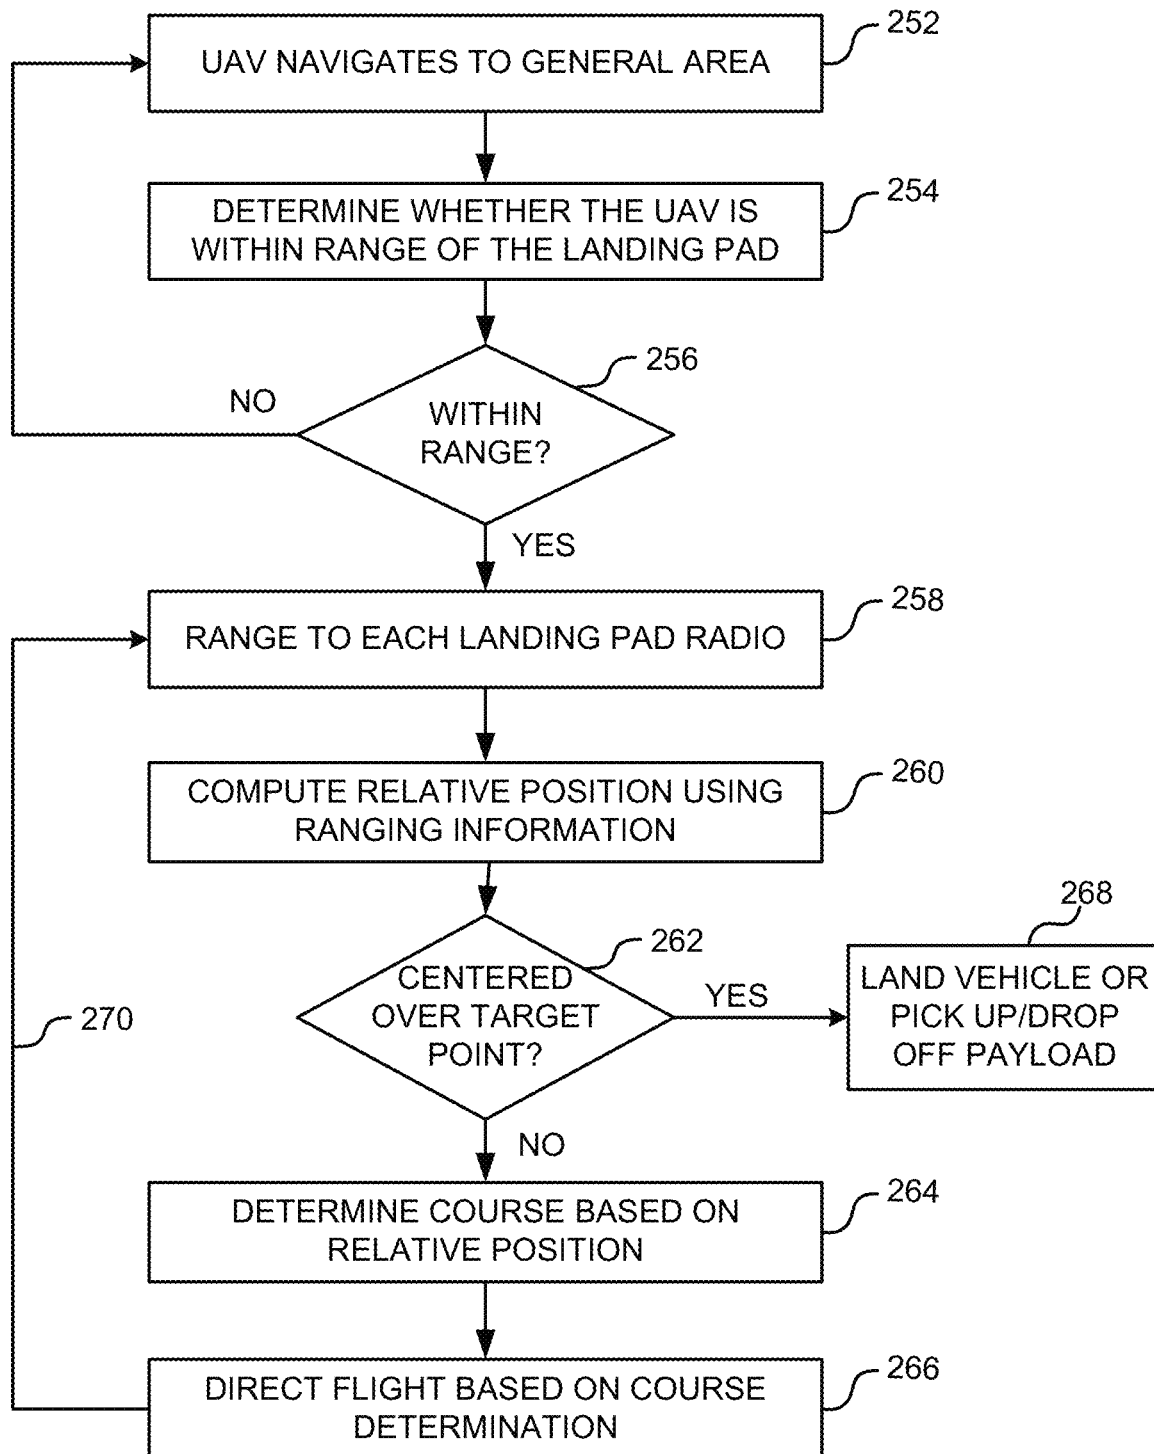 252
UAV NAVIGATES TO GENERAL AREA
254
DETERMINE WHETHER THE UAV IS
WITHIN RANGE OF THE LANDING PAD
256
NO
WITHIN
RANGE?
YES
258
RANGE TO EACH LANDING PAD RADIO
260
COMPUTE RELATIVE POSITION USING
RANGING INFORMATION
262
CENTERED
OVER TARGET
POINT?
YES
268
LAND VEHICLE OR
PICK UP/DROP
OFF PAYLOAD
270
NO
264
DETERMINE COURSE BASED ON
RELATIVE POSITION
266
DIRECT FLIGHT BASED ON COURSE
DETERMINATION